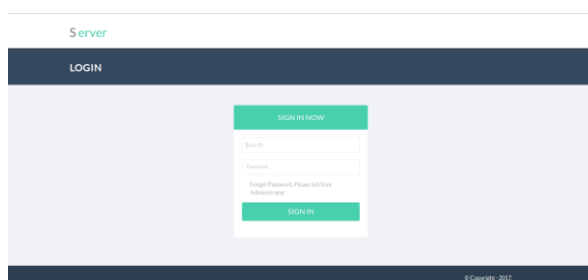 S erver
LOGIN
SIGN IN NOW
User ID
Password
Forgot Password, Please tell Your
Administrator
SIGN IN
© Copyright - 2017.